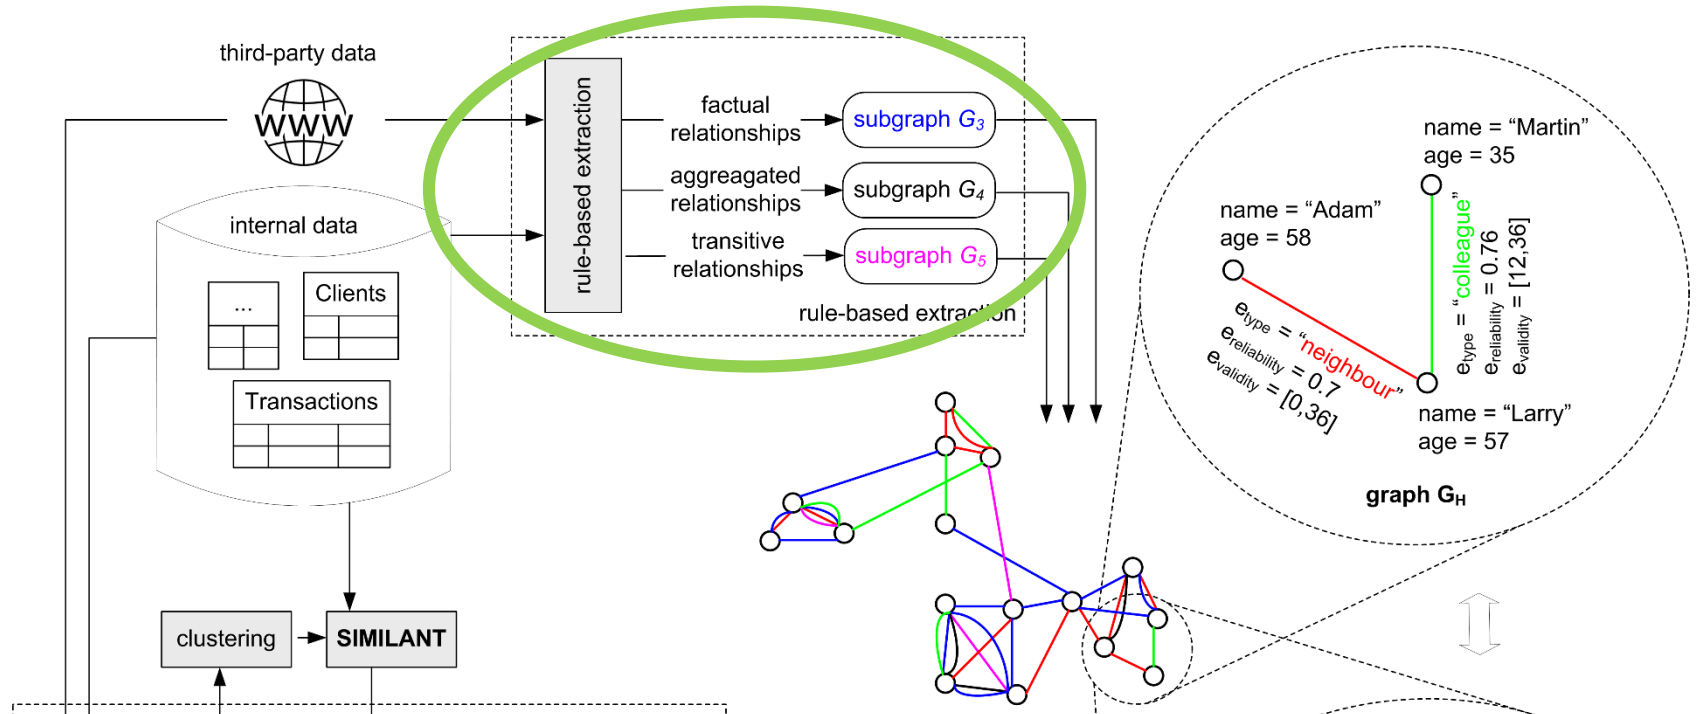 third-party data
WWW
internal data
...
Clients
Transactions
clustering
SIMILANT
rule-based extraction
factual
relationships
subgraph G3
aggreagated
relationships
subgraph G4
transitive
relationships
subgraph G5
rule-based extraction
name = “Adam”
age = 58
name = “Martin”
age = 35
etype = “neighbour”
ereliability = 0.7
evalidity = [0,36]
etype = “colleague”
ereliability = 0.76
evalidity = [12,36]
name = “Larry”
age = 57
graph GH